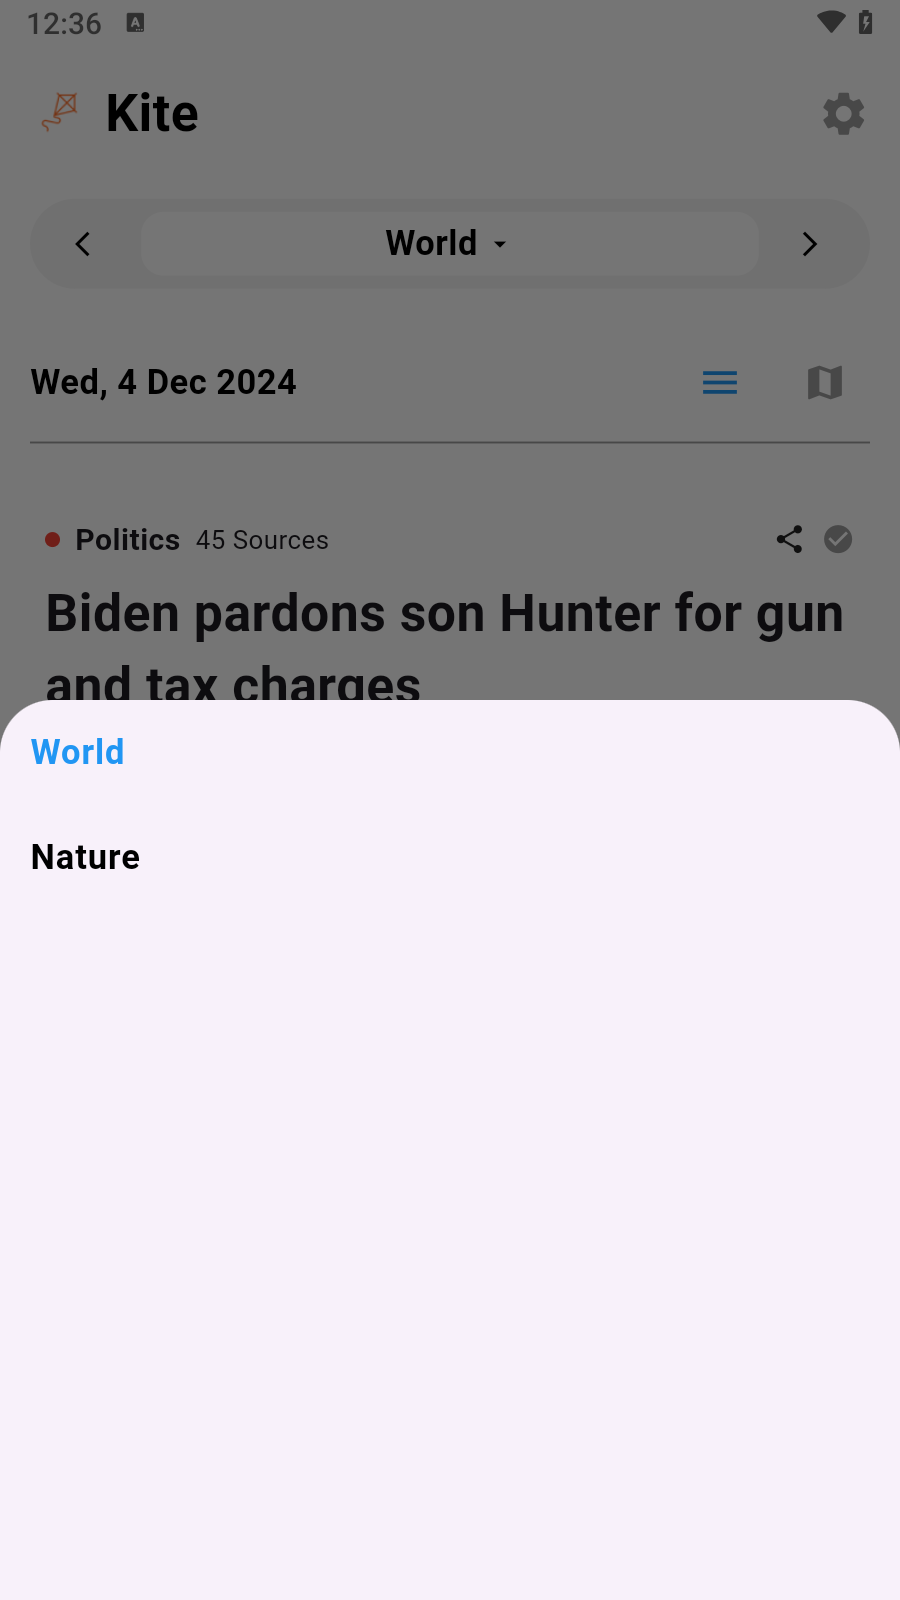 12:36
Kite
World
Wed, 4 Dec 2024
Politics 45 Sources
Biden pardons son Hunter for gun
and tax charges
World
Nature